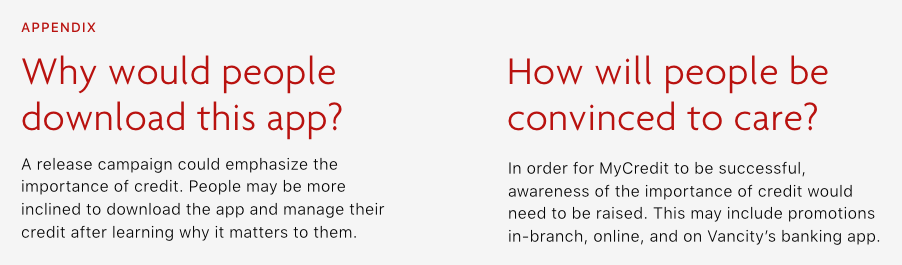 APPENDIX
Why would people
download this app?
A release campaign could emphasize the
importance of credit. People may be more
inclined to download the app and manage their
credit after learning why it matters to them.
How will people be
convinced to care?
In order for MyCredit to be successful,
awareness of the importance of credit would
need to be raised. This may include promotions
in-branch, online, and on Vancity’s banking app.